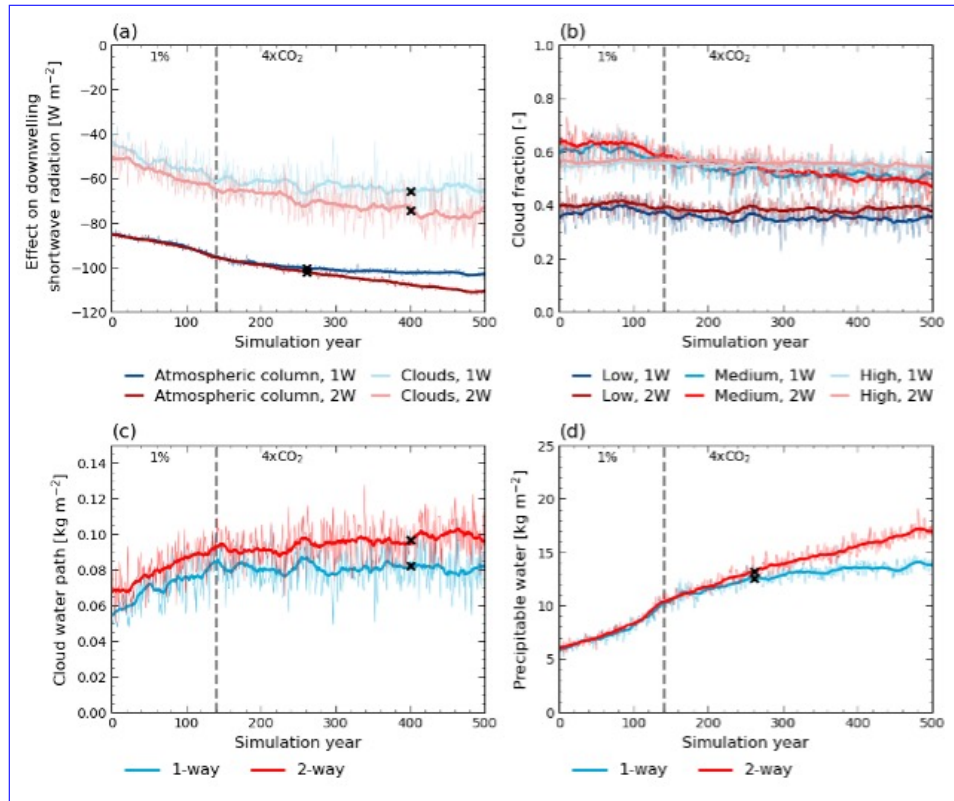 (a)
1%
4xCO₂
0
−20
−40
−60
−80
−100
−120
Effect on downwelling
shortwave radiation [W m⁻²]
0 100 200 300 400 500
Simulation year
Atmospheric column, 1W
Clouds, 1W
Atmospheric column, 2W
Clouds, 2W
(b)
1%
4xCO₂
1.0
0.8
0.6
0.4
0.2
0.0
Cloud fraction [-]
0 100 200 300 400 500
Simulation year
Low, 1W
Medium, 1W
High, 1W
Low, 2W
Medium, 2W
High, 2W
(c)
1%
4xCO₂
0.14
0.12
0.10
0.08
0.06
0.04
0.02
0.00
Cloud water path [kg m⁻²]
0 100 200 300 400 500
Simulation year
1-way
2-way
(d)
1%
4xCO₂
25
20
15
10
5
0
Precipitable water [kg m⁻²]
0 100 200 300 400 500
Simulation year
1-way
2-way